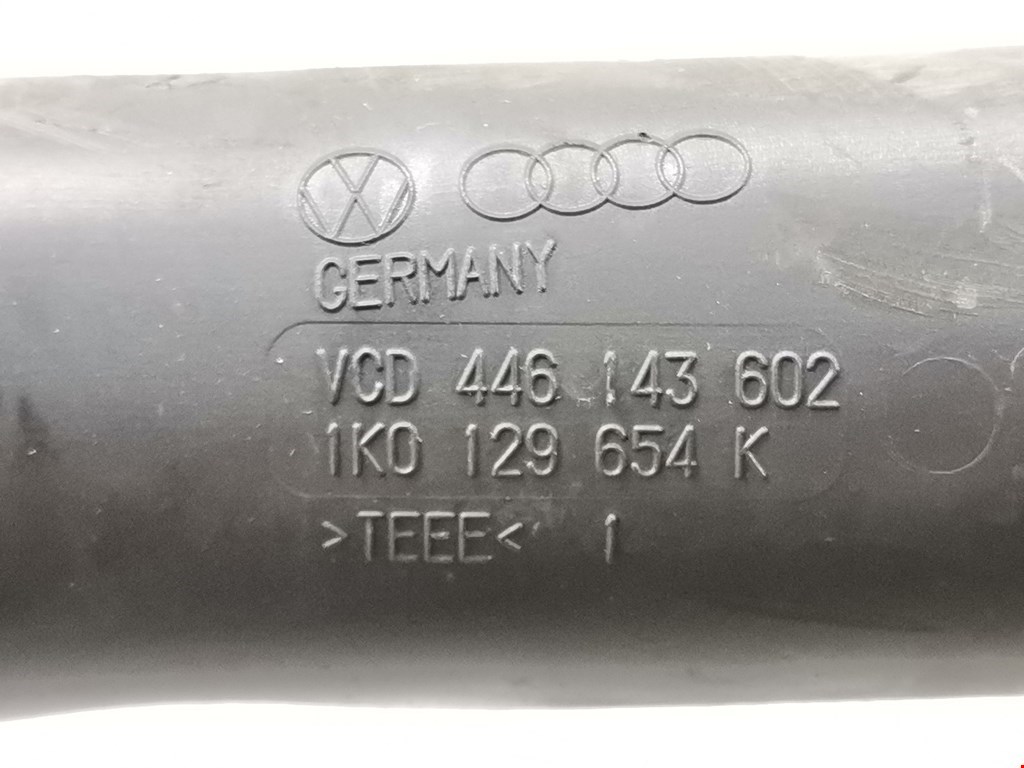 GERMANY
VCD 446 143 602
1K0 129 654 K
>TEEE< 1